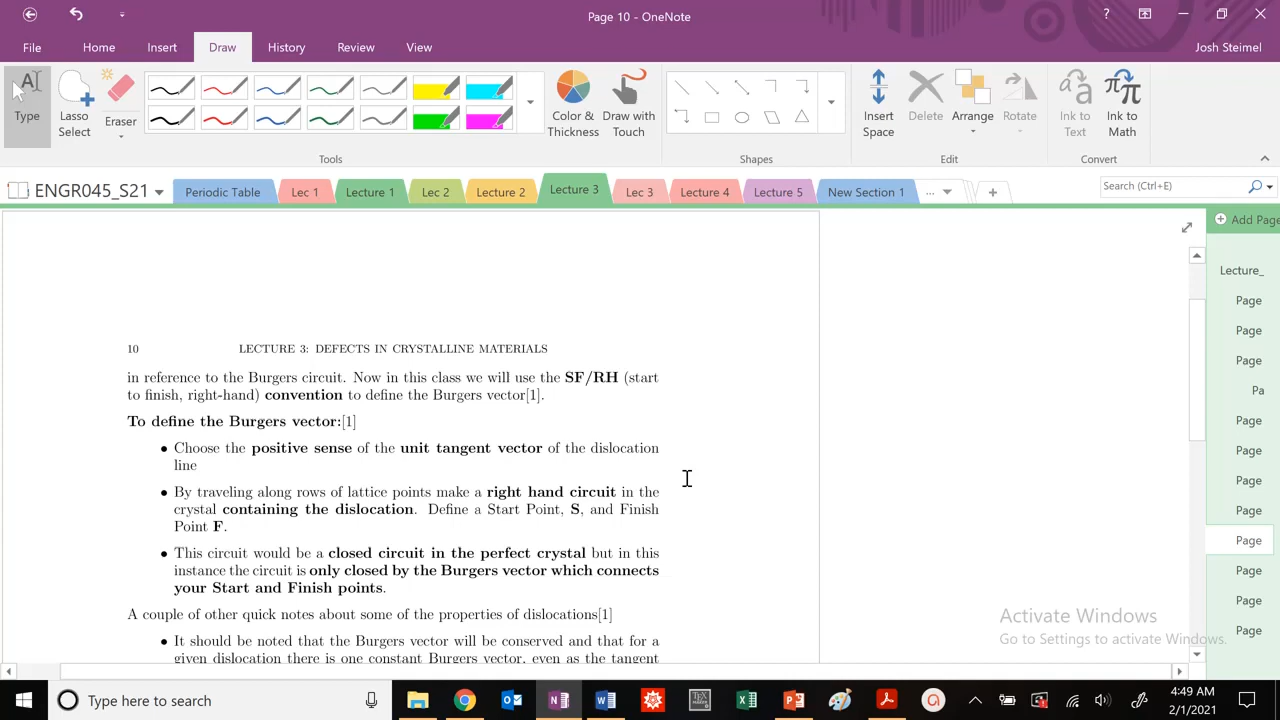 Page 10 - OneNote
File Home Insert Draw History Review View Josh Steimel
Type
Lasso Select
Eraser
Color & Thickness
Draw with Touch
Insert Space
Delete
Arrange
Rotate
Ink to Text
Ink to Math
Tools Shapes Edit Convert
ENGR045_S21 Periodic Table Lec 1 Lecture 1 Lec 2 Lecture 2 Lecture 3 Lec 3 Lecture 4 Lecture 5 New Section 1 ... + Search (Ctrl+E)
Add Page
Lecture_
Page
Page
Page
Pa
Page
Page
Page
Page
Page
Page
Page
Page
10 LECTURE 3: DEFECTS IN CRYSTALLINE MATERIALS
in reference to the Burgers circuit. Now in this class we will use the SF/RH (start
to finish, right-hand) convention to define the Burgers vector[1].
To define the Burgers vector:[1]
• Choose the positive sense of the unit tangent vector of the dislocation
line
• By traveling along rows of lattice points make a right hand circuit in the
crystal containing the dislocation. Define a Start Point, S, and Finish
Point F.
• This circuit would be a closed circuit in the perfect crystal but in this
instance the circuit is only closed by the Burgers vector which connects
your Start and Finish points.
A couple of other quick notes about some of the properties of dislocations[1]
• It should be noted that the Burgers vector will be conserved and that for a
given dislocation there is one constant Burgers vector, even as the tangent
Activate Windows
Go to Settings to activate Windows.
Type here to search
4:49 AM
2/1/2021